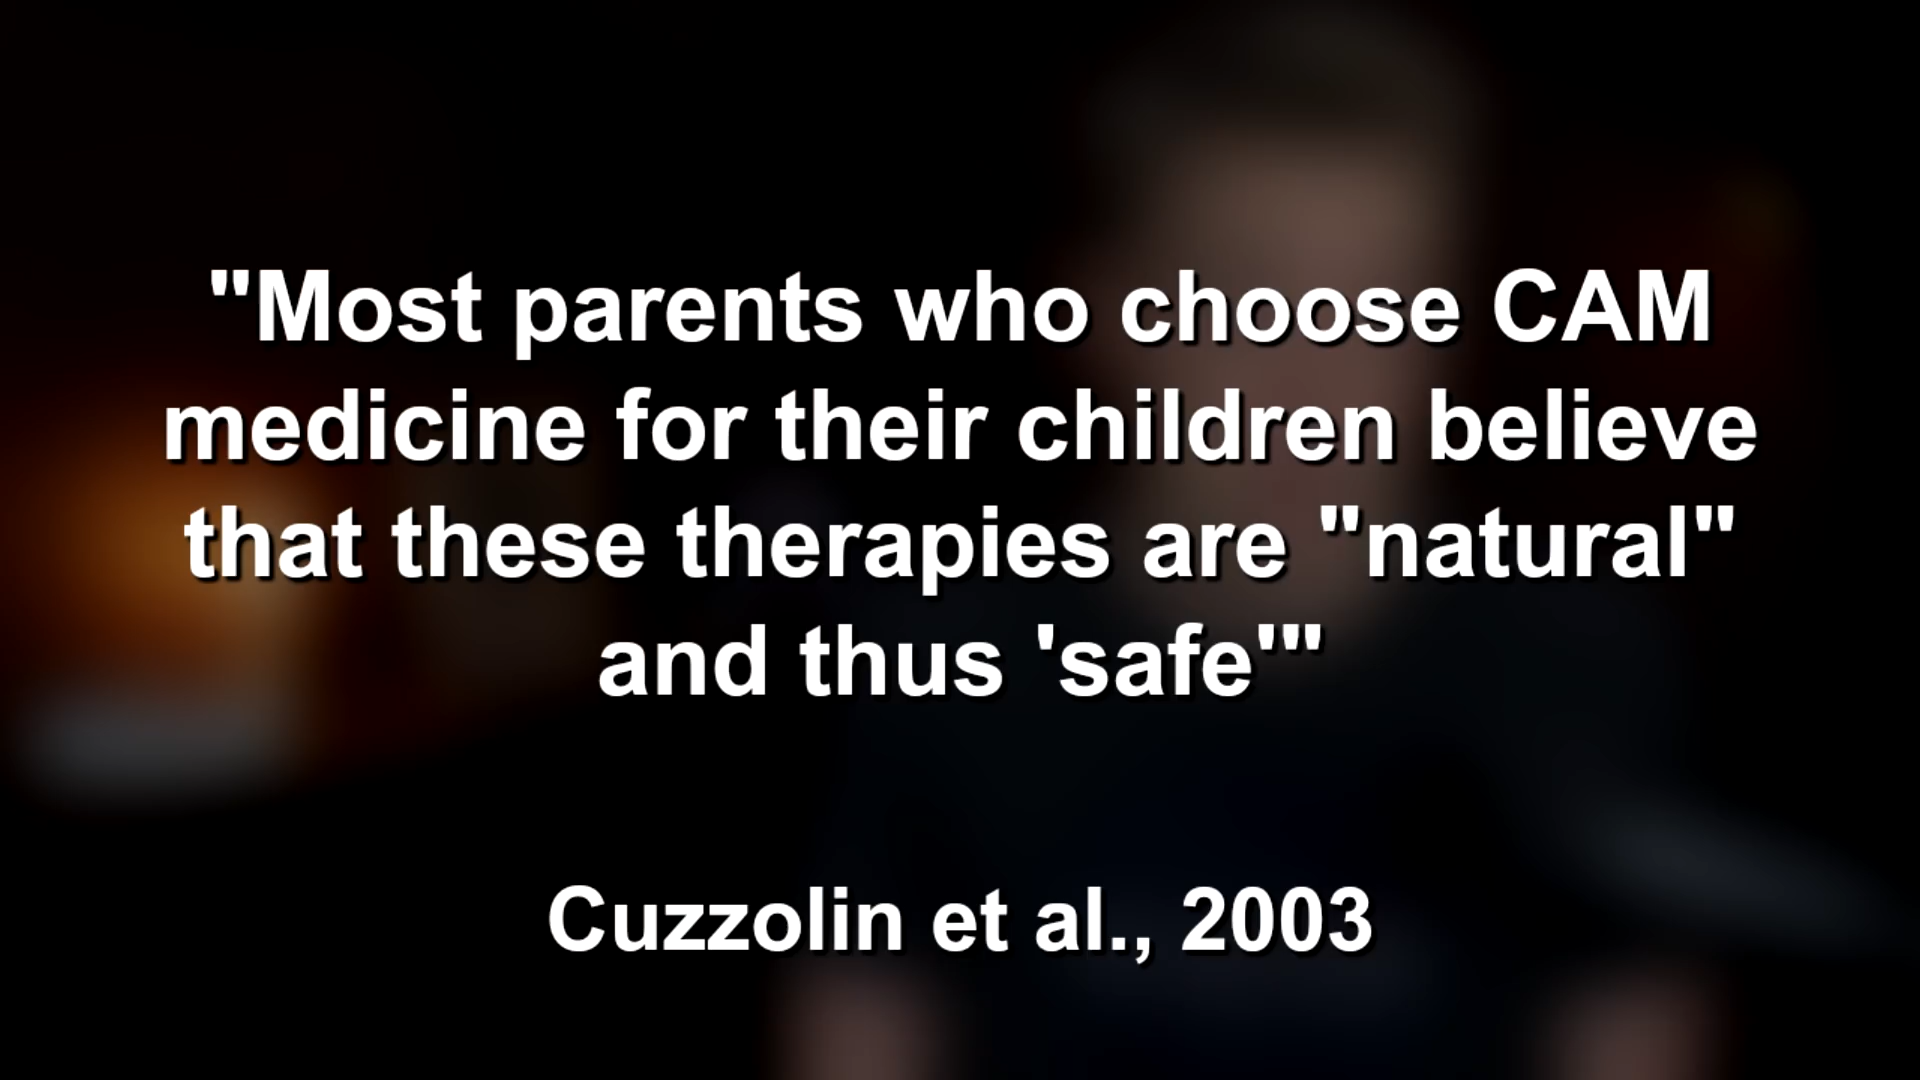 "Most parents who choose CAM
medicine for their children believe
that these therapies are "natural"
and thus 'safe'"
Cuzzolin et al., 2003